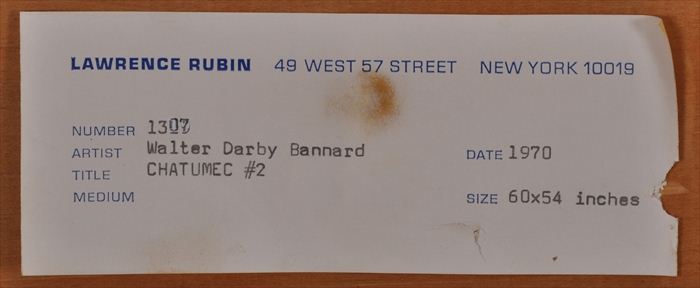 LAWRENCE RUBIN 49 WEST 57 STREET NEW YORK 10019
NUMBER 1307
ARTIST Walter Darby Bannard DATE 1970
TITLE CHATUMEC #2
MEDIUM SIZE 60x54 inches